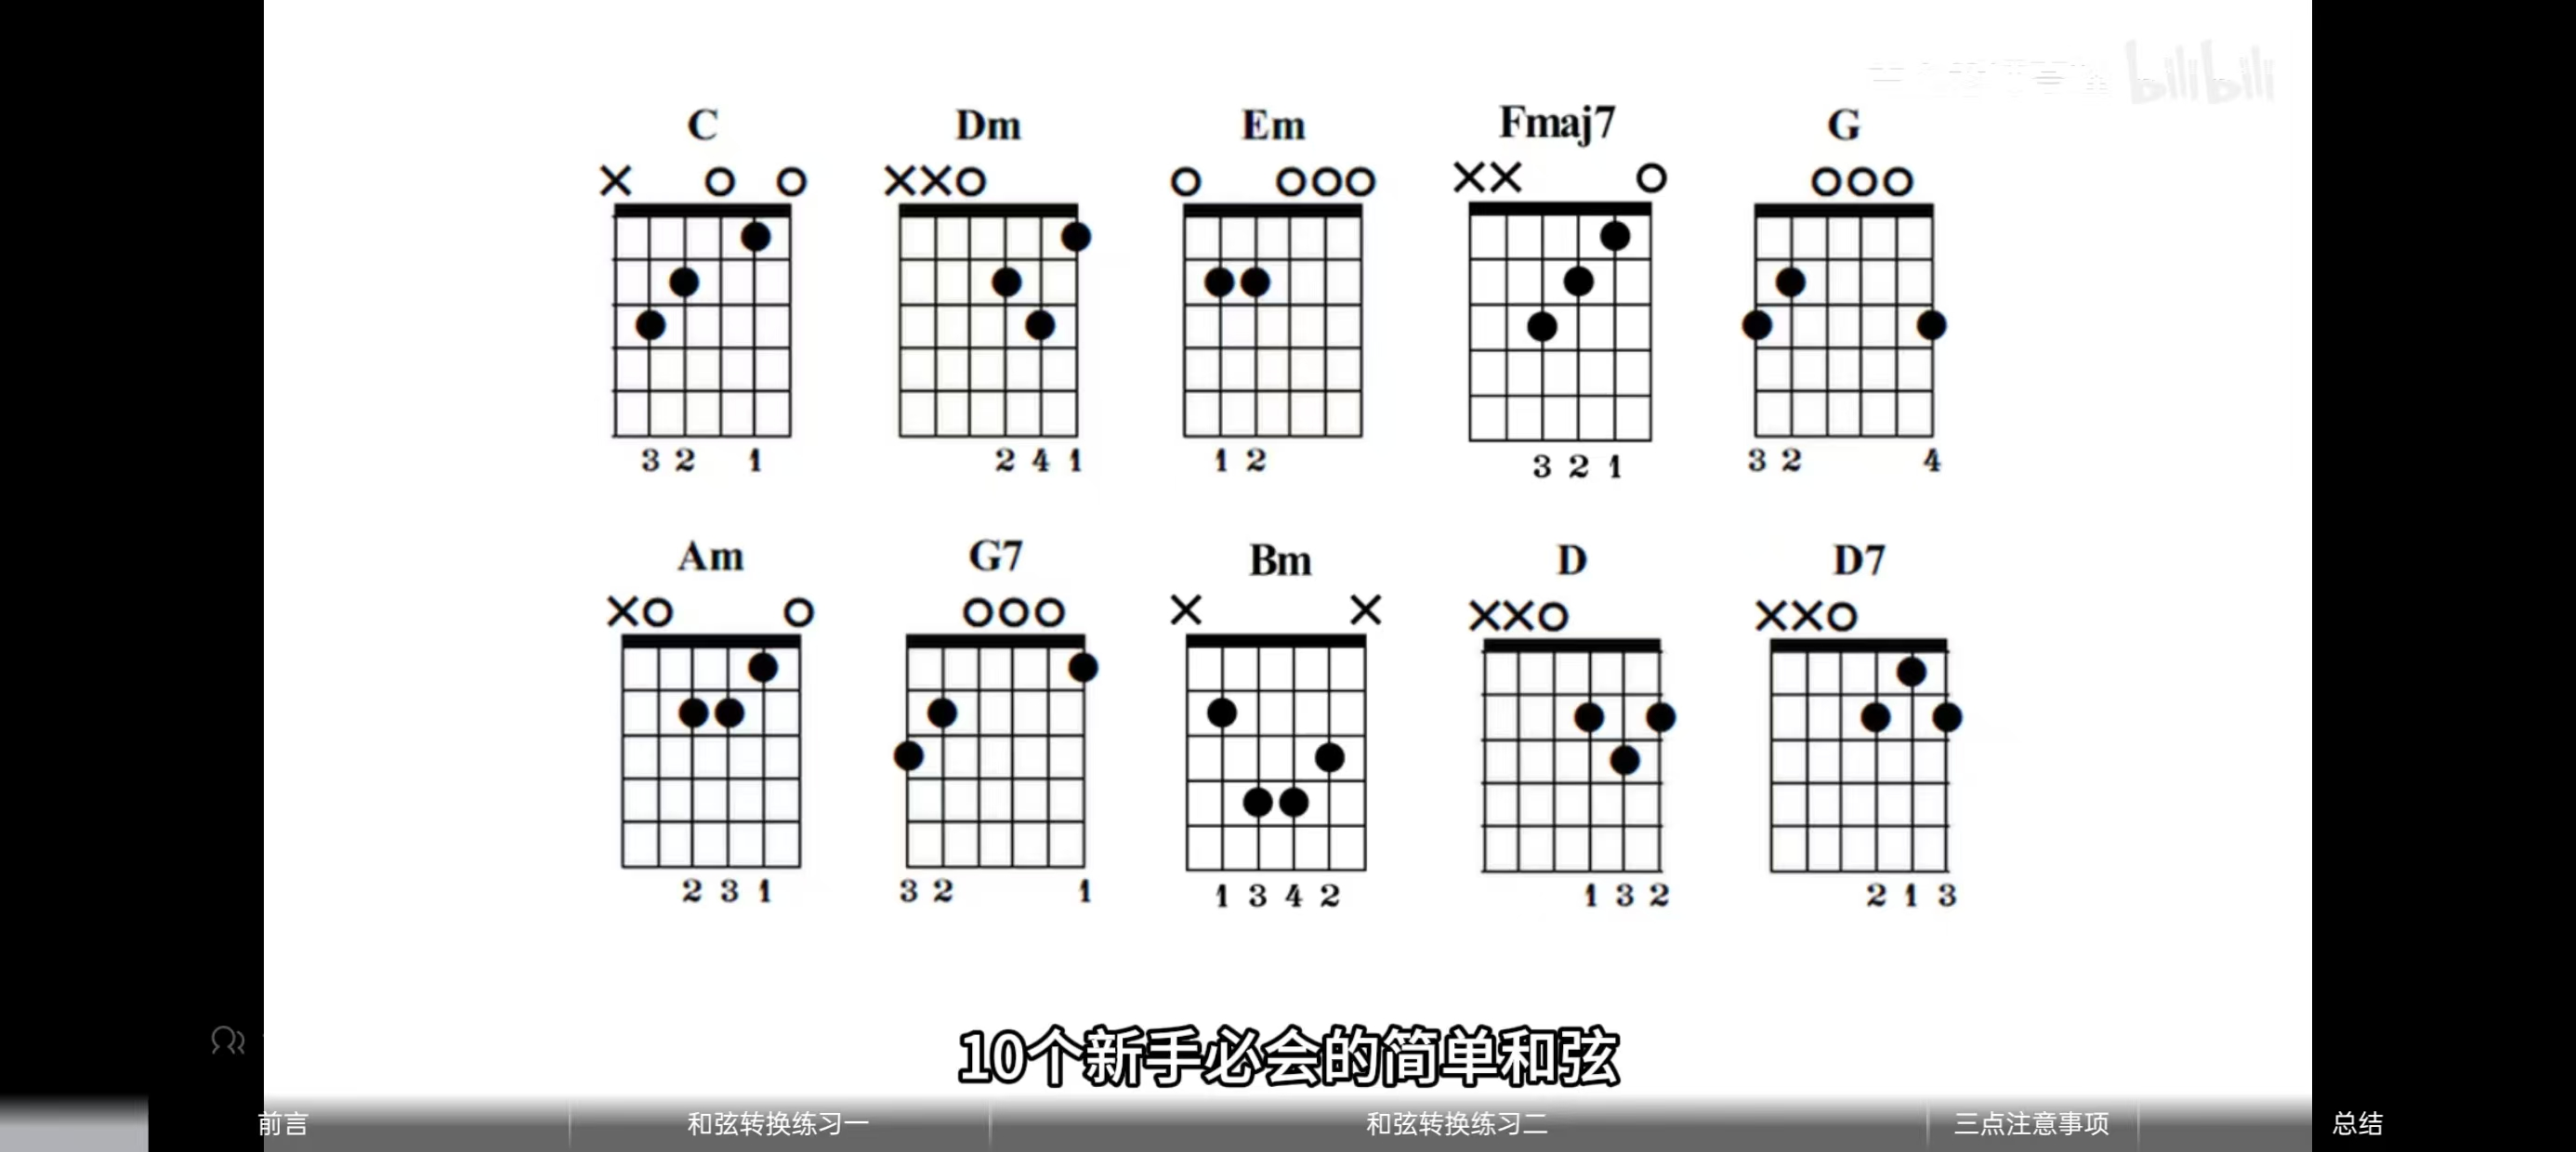 bilibili
C Dm Em Fmaj7 G
× ○ ○ ××○ ○ ○○○ ×× ○ ○○○
3 2 1 2 4 1 1 2 3 2 1 3 2 4
Am G7 Bm D D7
×○ ○ ○○○ × × ××○ ××○
2 3 1 3 2 1 1 3 4 2 1 3 2 2 1 3
10个新手必会的简单和弦
前言 和弦转换练习一 和弦转换练习二 三点注意事项 总结